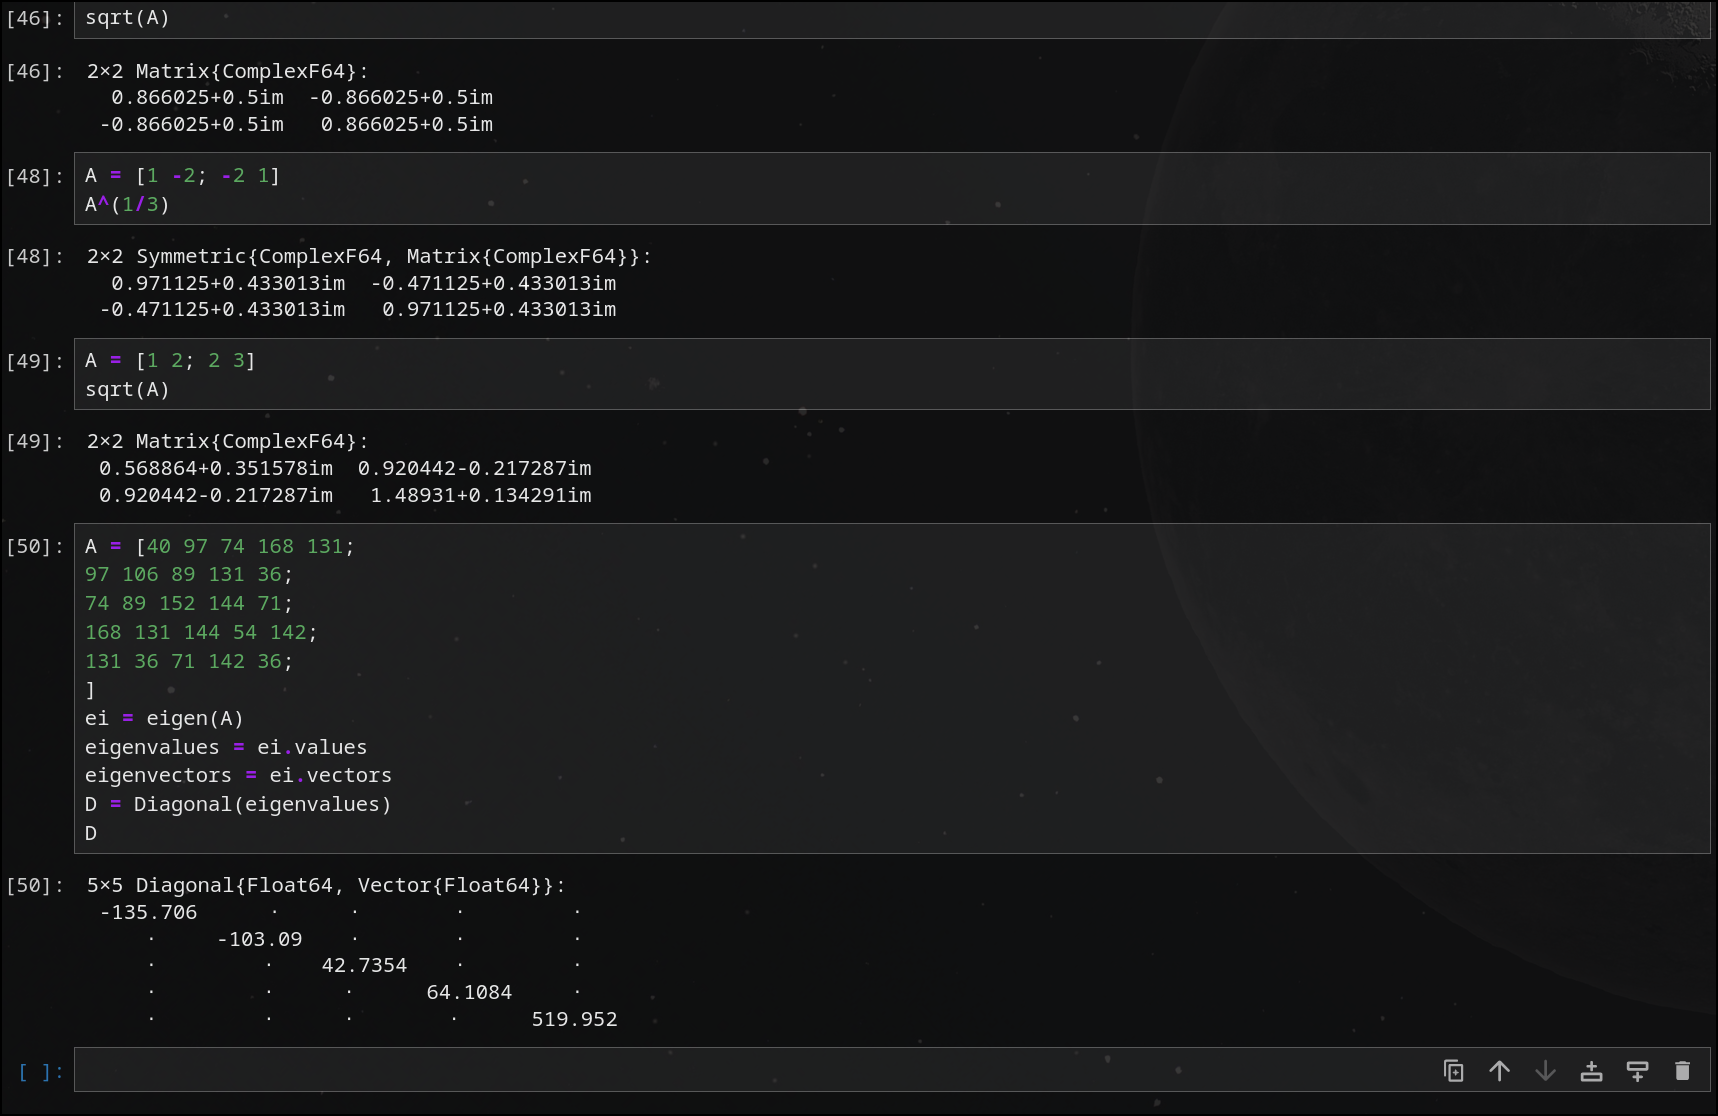 [46]: sqrt(A)
[46]: 2×2 Matrix{ComplexF64}:
  0.866025+0.5im  -0.866025+0.5im
 -0.866025+0.5im   0.866025+0.5im
[48]: A = [1 -2; -2 1]
A^(1/3)
[48]: 2×2 Symmetric{ComplexF64, Matrix{ComplexF64}}:
  0.971125+0.433013im  -0.471125+0.433013im
 -0.471125+0.433013im   0.971125+0.433013im
[49]: A = [1 2; 2 3]
sqrt(A)
[49]: 2×2 Matrix{ComplexF64}:
 0.568864+0.351578im  0.920442-0.217287im
 0.920442-0.217287im   1.48931+0.134291im
[50]: A = [40 97 74 168 131;
97 106 89 131 36;
74 89 152 144 71;
168 131 144 54 142;
131 36 71 142 36;
]
ei = eigen(A)
eigenvalues = ei.values
eigenvectors = ei.vectors
D = Diagonal(eigenvalues)
D
[50]: 5×5 Diagonal{Float64, Vector{Float64}}:
 -135.706      ⋅       ⋅        ⋅         ⋅
     ⋅     -103.09     ⋅        ⋅         ⋅
     ⋅         ⋅    42.7354     ⋅         ⋅
     ⋅         ⋅      ⋅      64.1084      ⋅
     ⋅         ⋅      ⋅        ⋅      519.952
[ ]: